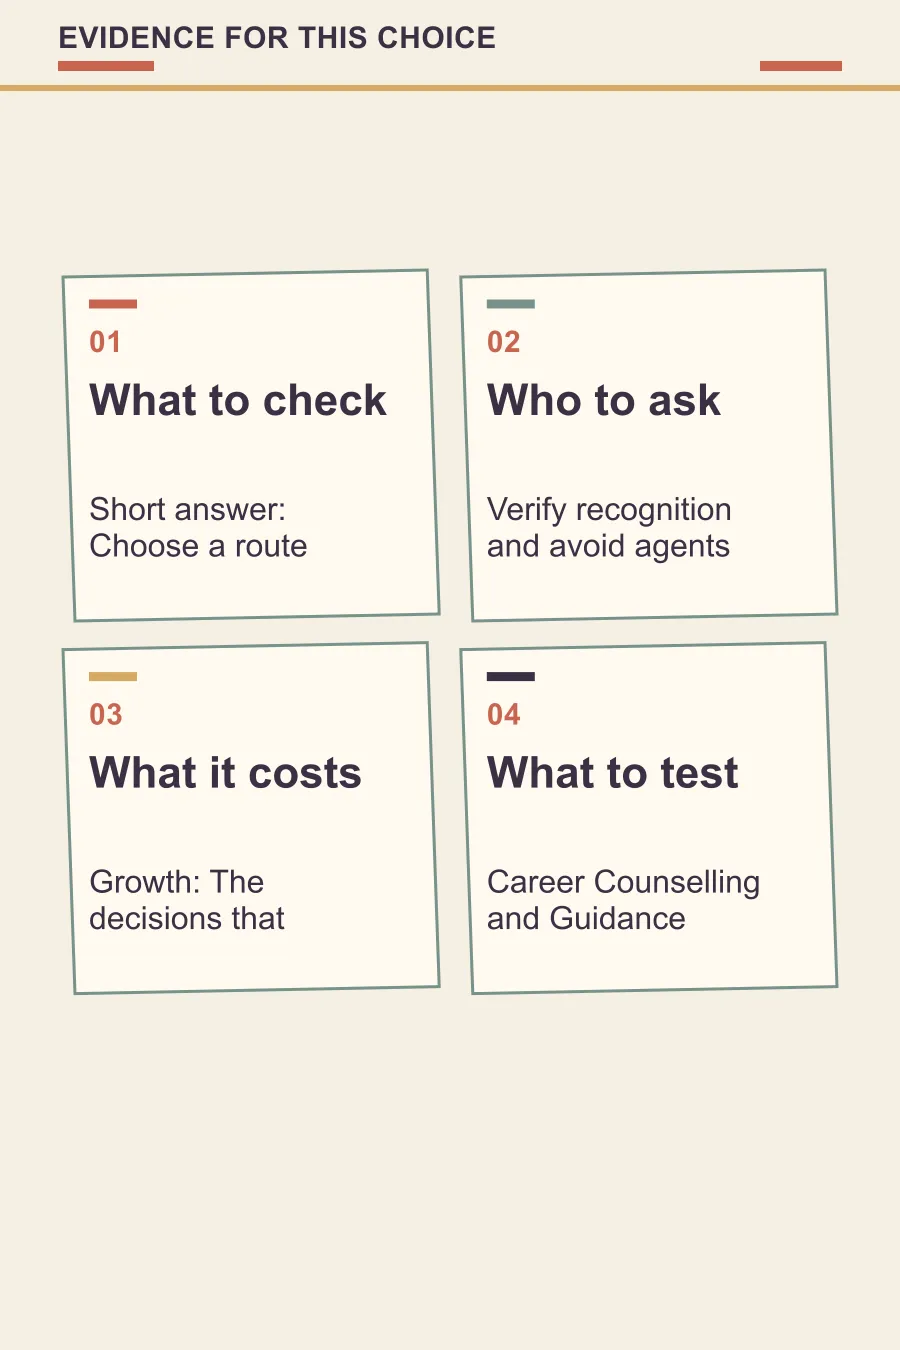 EVIDENCE FOR THIS CHOICE
01
What to check
Short answer:
Choose a route
02
Who to ask
Verify recognition
and avoid agents
03
What it costs
Growth: The
decisions that
04
What to test
Career Counselling
and Guidance